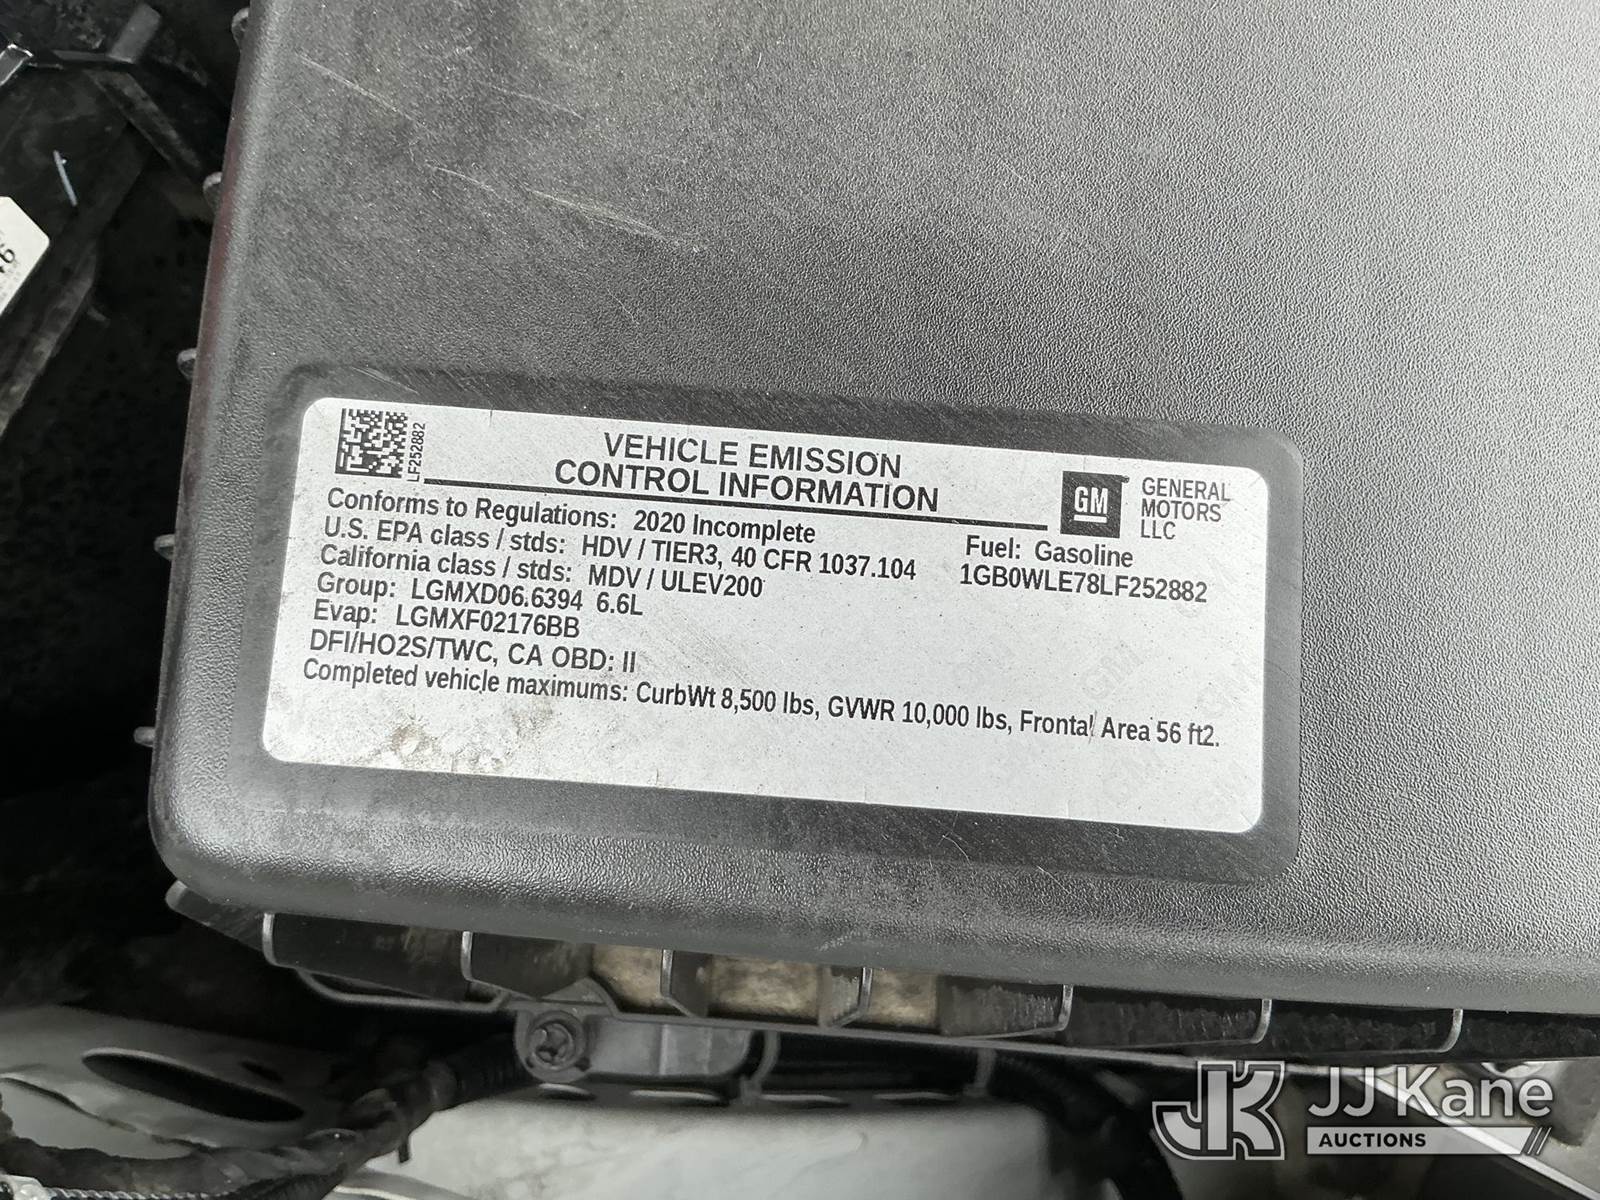 LF252882
VEHICLE EMISSION
CONTROL INFORMATION
GM
GENERAL
MOTORS
LLC
Conforms to Regulations: 2020 Incomplete
Fuel: Gasoline
U.S. EPA class / stds: HDV / TIER3, 40 CFR 1037.104
1GB0WLE78LF252882
California class / stds: MDV / ULEV200
Group: LGMXD06.6394 6.6L
Evap: LGMXF02176BB
DFI/HO2S/TWC, CA OBD: II
Completed vehicle maximums: CurbWt 8,500 lbs, GVWR 10,000 lbs, Frontal Area 56 ft2.
JK JJ Kane
AUCTIONS